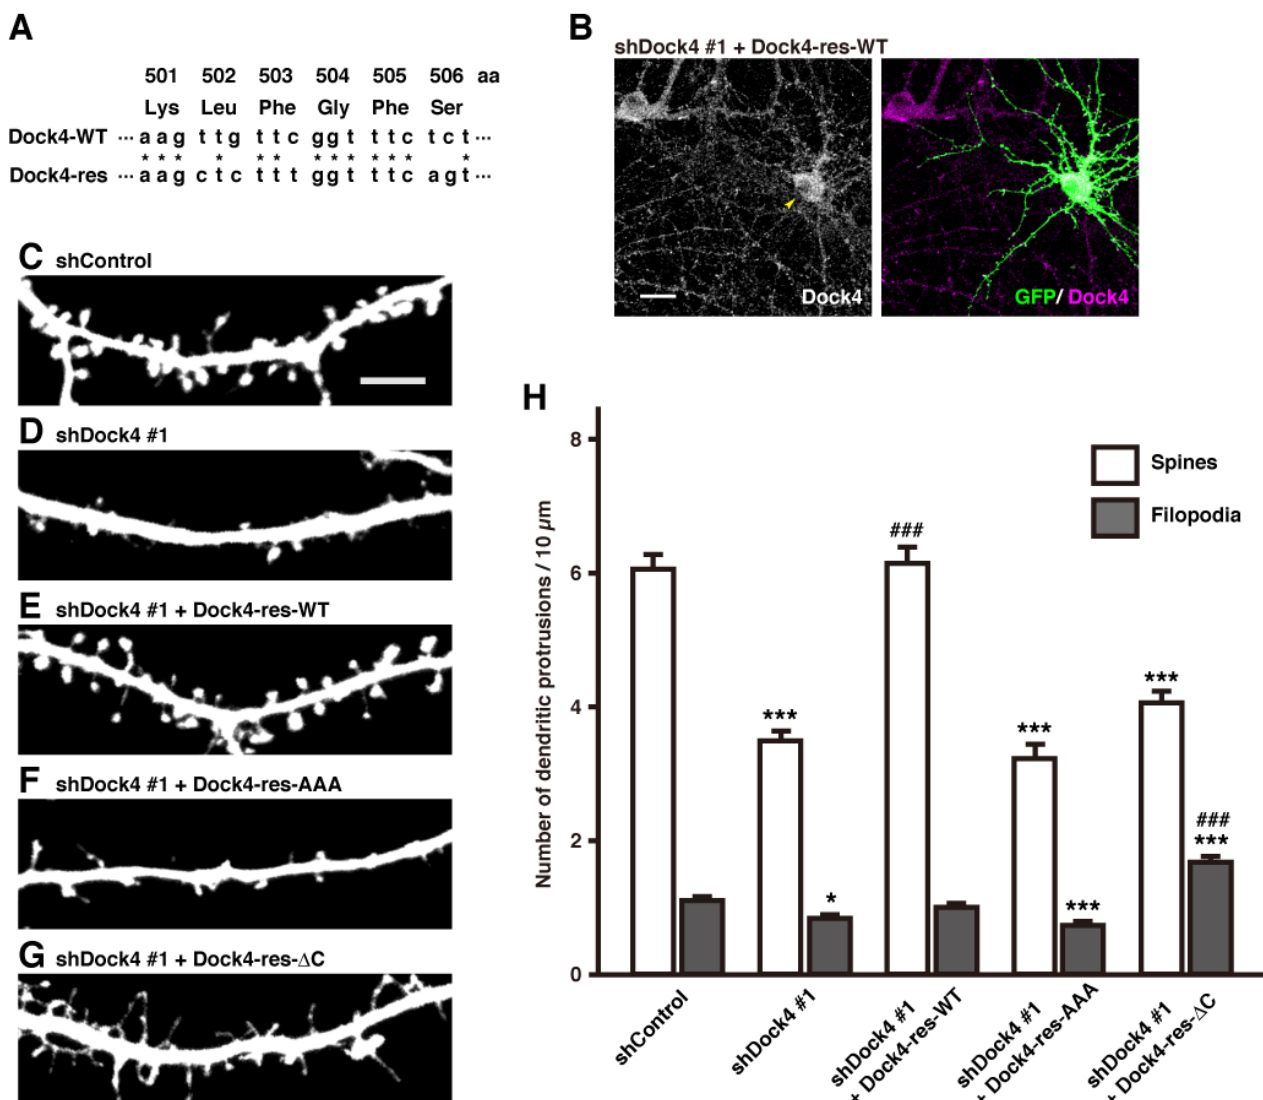 A
501 502 503 504 505 506 aa
Lys Leu Phe Gly Phe Ser
Dock4-WT ··· a a g t t g t t c g g t t t c t c t ···
* * * * * * * * * * * * *
Dock4-res ··· a a g c t c t t t g g t t t c a g t ···
B
shDock4 #1 + Dock4-res-WT
Dock4
GFP/ Dock4
C shControl
D shDock4 #1
E shDock4 #1 + Dock4-res-WT
F shDock4 #1 + Dock4-res-AAA
G shDock4 #1 + Dock4-res-ΔC
H
Number of dendritic protrusions / 10 µm
8
6
4
2
0
Spines
Filopodia
***
*
###
***
***
***
###
***
shControl
shDock4 #1
shDock4 #1
+ Dock4-res-WT
shDock4 #1
+ Dock4-res-AAA
shDock4 #1
+ Dock4-res-ΔC